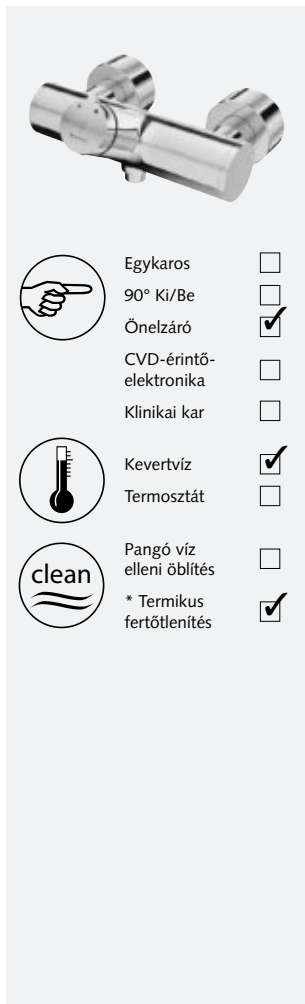 Egykaros
90° Ki/Be
Önelzáró
CVD-érintő-
elektronika
Klinikai kar
Kevertvíz
Termosztát
clean
Pangó víz
elleni öblítés
* Termikus
fertőtlenítés